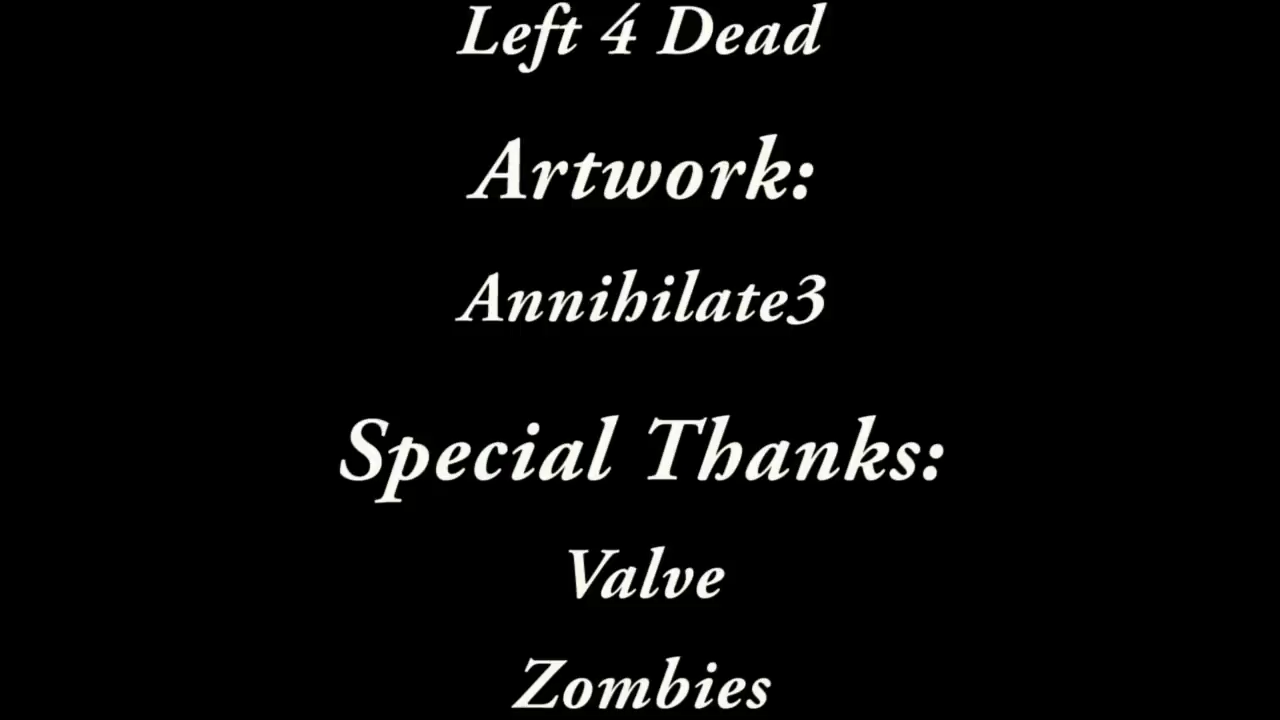 Left 4 Dead
Artwork:
Annihilate3
Special Thanks:
Valve
Zombies